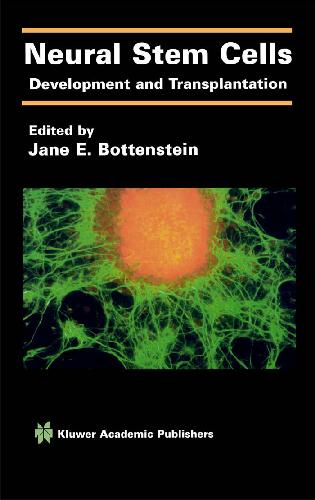 Neural Stem Cells
Development and Transplantation
Edited by
Jane E. Bottenstein
Kluwer Academic Publishers